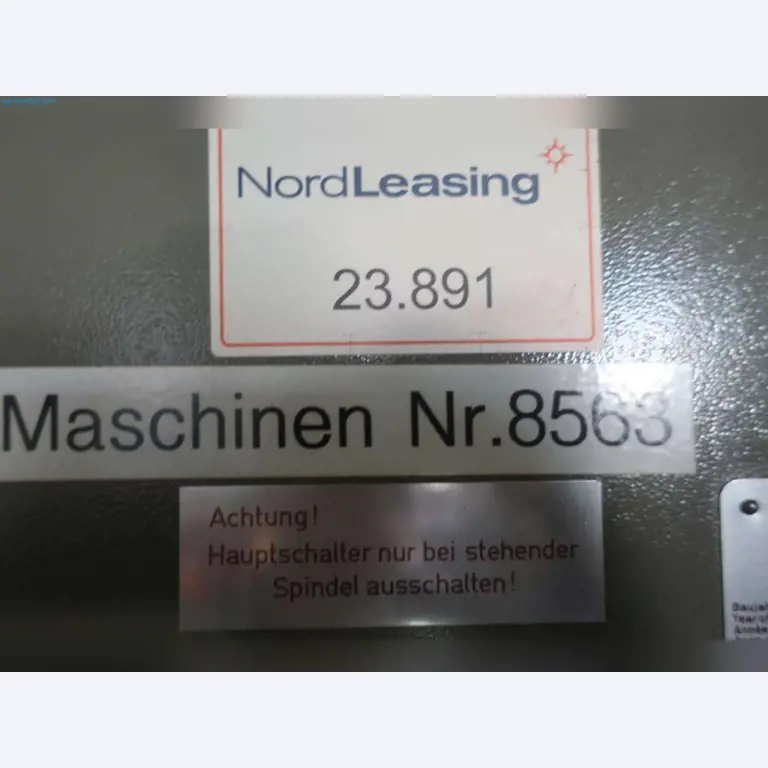 NordLeasing
23.891
Maschinen Nr.8563
Achtung!
Hauptschalter nur bei stehender
Spindel ausschalten!